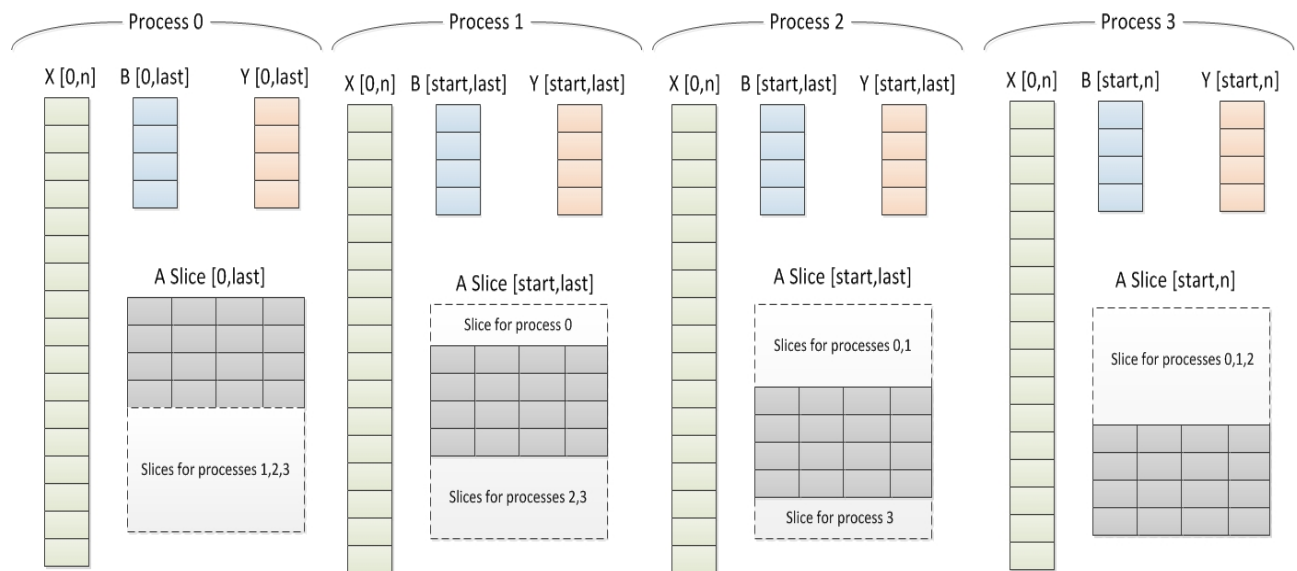 Process 0
Process 1
Process 2
Process 3
X [0,n]
B [0,last]
Y [0,last]
X [0,n]
B [start,last]
Y [start,last]
X [0,n]
B [start,last]
Y [start,last]
X [0,n]
B [start,n]
Y [start,n]
A Slice [0,last]
A Slice [start,last]
A Slice [start,last]
A Slice [start,n]
Slice for process 0
Slices for processes 0,1
Slices for processes 0,1,2
Slices for processes 1,2,3
Slices for processes 2,3
Slice for process 3